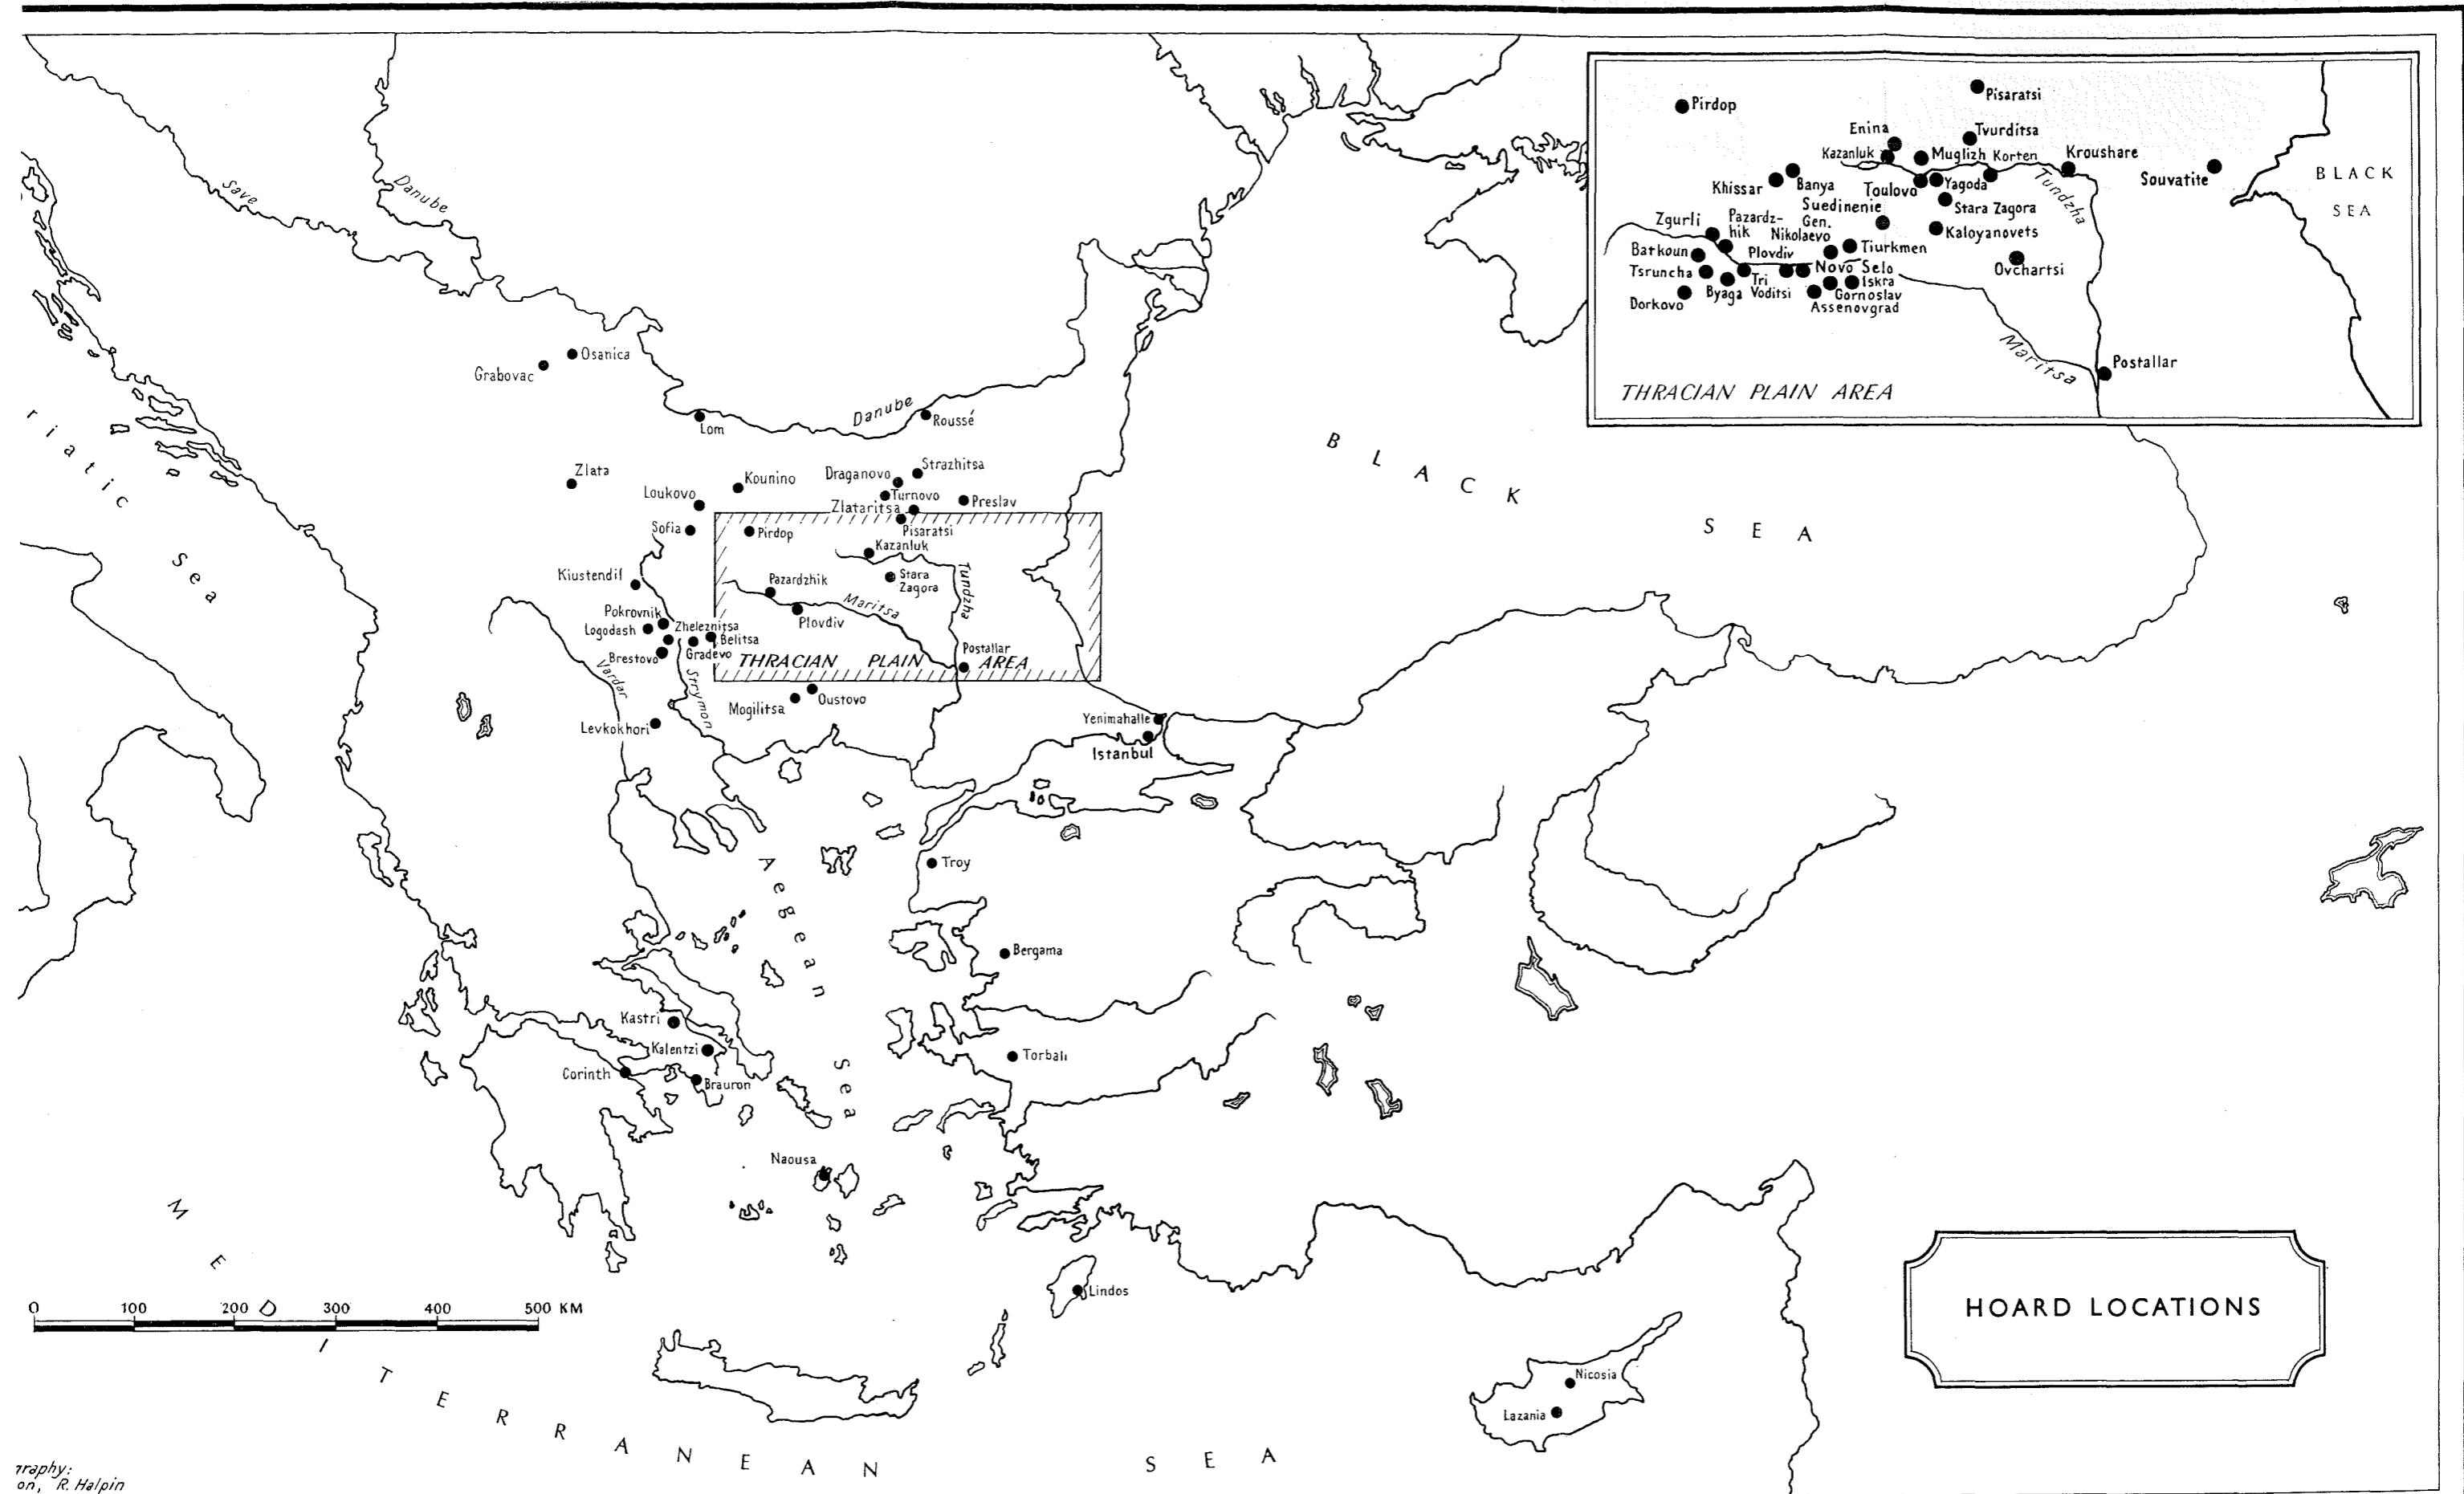 Save
Danube
Osanica
Grabovac
Lom
Danube
Roussé
Zlata
Kounino
Loukovo
Draganovo
Strazhitsa
Turnovo
Zlataritsa
Preslav
Sofia
Pirdop
Pisaratsi
Kazanluk
Kiustendil
Pazardzhik
Stara
Zagora
Tundzha
Maritsa
Plovdiv
Pokrovnik
Logodash
Zheleznitsa
Belitsa
Brestovo
Gradevo
THRACIAN PLAIN AREA
Postallar
Vardar
Strymon
Mogilitsa
Oustovo
Levkokhori
Yenimahalle
Istanbul
Troy
Bergama
Kastri
Kalentzi
Corinth
Brauron
Torbali
Naousa
Lindos
Nicosia
Lazania
riatic Sea
Aegean Sea
BLACK SEA
MEDITERRANEAN SEA
0 100 200 300 400 500 KM
Pirdop
Pisaratsi
Enina
Tvurditsa
Kazanluk
Muglizh
Korten
Kroushare
Souvatite
BLACK
SEA
Khissar
Banya
Toulovo
Yagoda
Tundzha
Suedinenie
Stara Zagora
Zgurli
Pazardz-
hik
Gen.
Nikolaevo
Kaloyanovets
Batkoun
Plovdiv
Tiurkmen
Ovchartsi
Tsruncha
Novo Selo
Tri
Voditsi
Iskra
Dorkovo
Byaga
Gornoslav
Assenovgrad
Maritsa
Postallar
THRACIAN PLAIN AREA
HOARD LOCATIONS
raphy:
on, R. Halpin